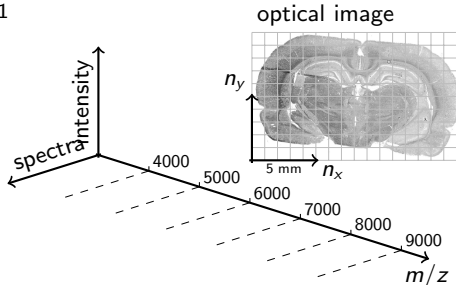 1
optical image
intensity
n_y
spectra
5 mm
n_x
4000
5000
6000
7000
8000
9000
m/z